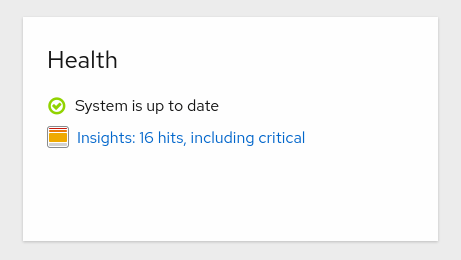 Health
System is up to date
Insights: 16 hits, including critical